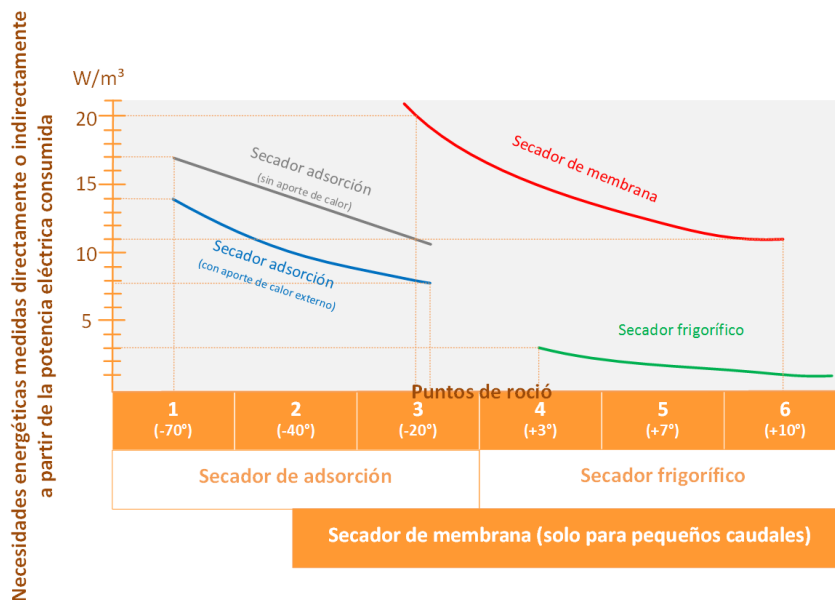 Necesidades energéticas medidas directamente o indirectamente
a partir de la potencia eléctrica consumida
W/m³
20
15
10
5
Secador adsorción
(sin aporte de calor)
Secador adsorción
(con aporte de calor externo)
Secador de membrana
Secador frigorífico
Puntos de roció
1 2 3 4 5 6
(-70°) (-40°) (-20°) (+3°) (+7°) (+10°)
Secador de adsorción Secador frigorífico
Secador de membrana (solo para pequeños caudales)